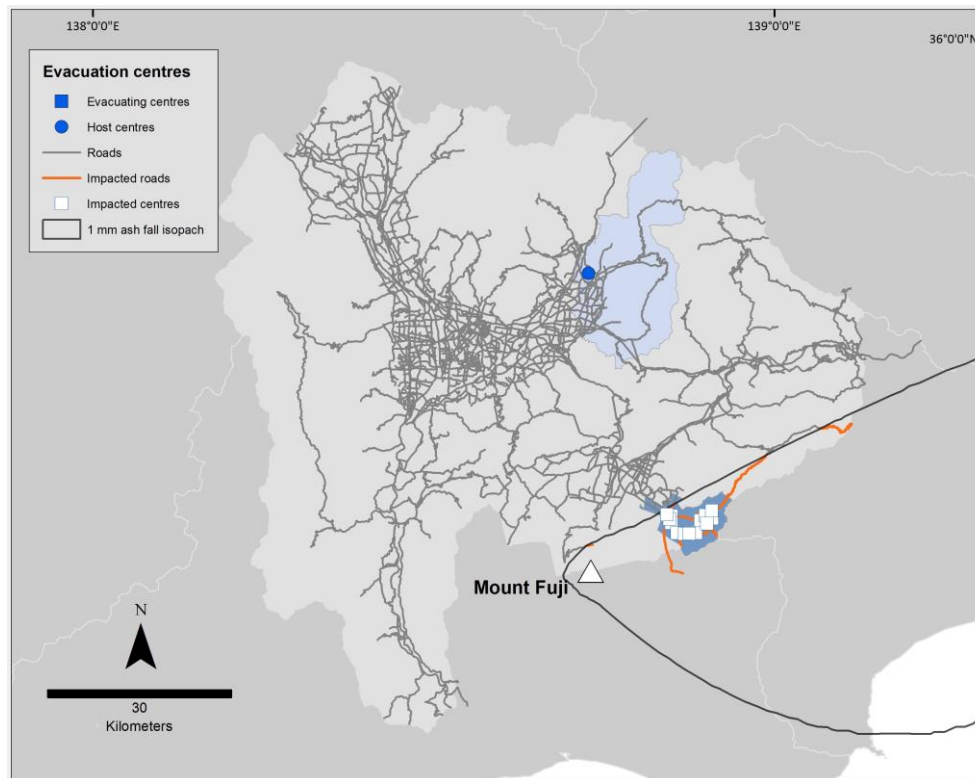 138°0'0"E
139°0'0"E
36°0'0"N
Evacuation centres
Evacuating centres
Host centres
Roads
Impacted roads
Impacted centres
1 mm ash fall isopach
Mount Fuji
N
30
Kilometers